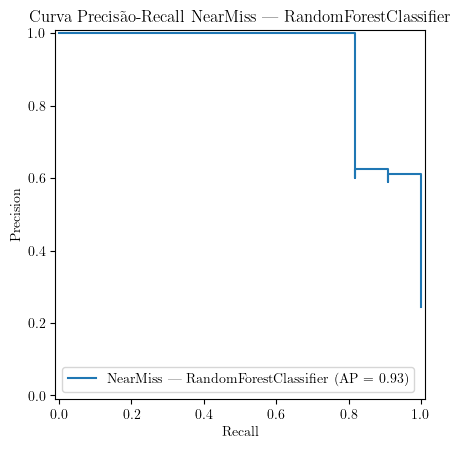 Curva Precisão-Recall NearMiss — RandomForestClassifier
1.0
0.8
0.6
0.4
0.2
0.0
Precision
NearMiss — RandomForestClassifier (AP = 0.93)
0.0 0.2 0.4 0.6 0.8 1.0
Recall